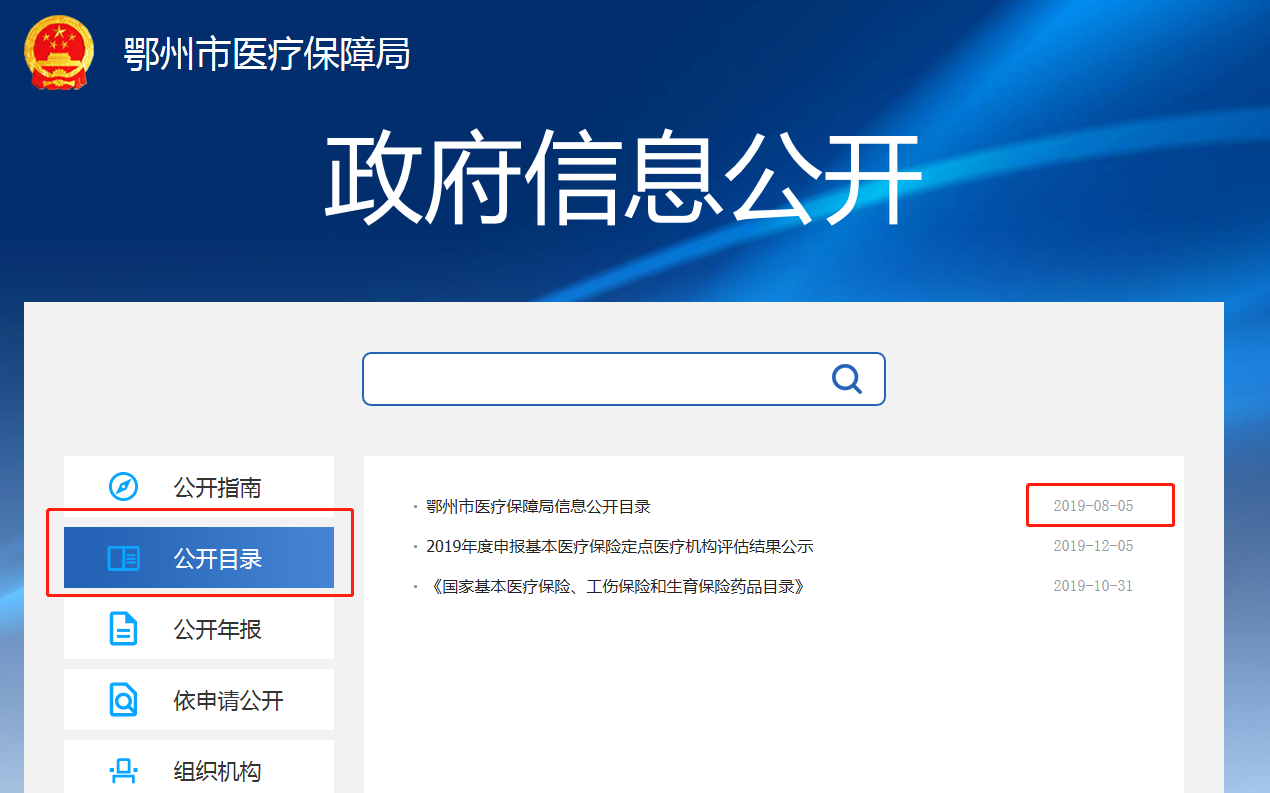 鄂州市医疗保障局
政府信息公开
公开指南
公开目录
公开年报
依申请公开
组织机构
· 鄂州市医疗保障局信息公开目录 2019-08-05
· 2019年度申报基本医疗保险定点医疗机构评估结果公示 2019-12-05
· 《国家基本医疗保险、工伤保险和生育保险药品目录》 2019-10-31